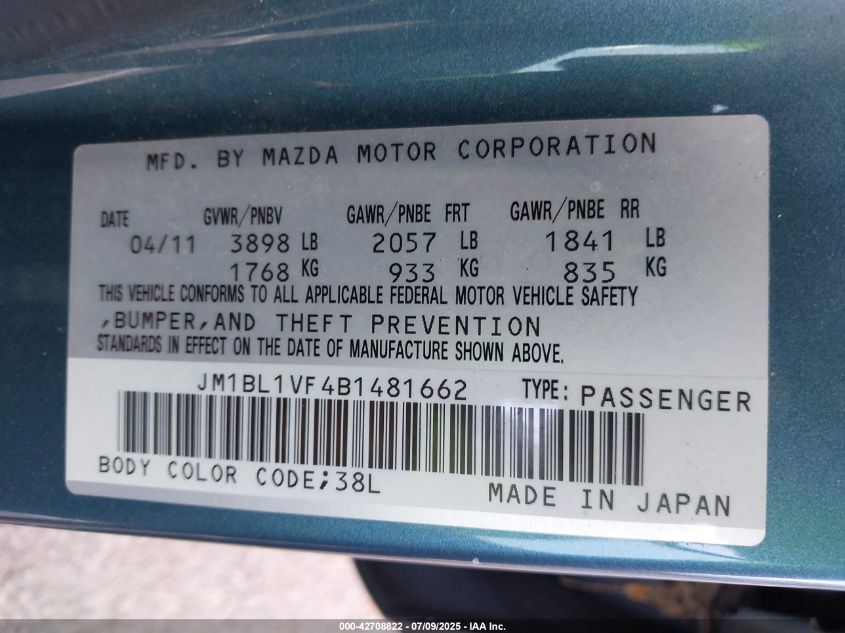 MFD. BY MAZDA MOTOR CORPORATION
DATE GVWR/PNBV GAWR/PNBE FRT GAWR/PNBE RR
04/11 3898 LB 2057 LB 1841 LB
1768 KG 933 KG 835 KG
THIS VEHICLE CONFORMS TO ALL APPLICABLE FEDERAL MOTOR VEHICLE SAFETY
,BUMPER,AND THEFT PREVENTION
STANDARDS IN EFFECT ON THE DATE OF MANUFACTURE SHOWN ABOVE.
JM1BL1VF4B1481662 TYPE: PASSENGER
BODY COLOR CODE;38L MADE IN JAPAN
000-42708822 - 07/09/2025 - IAA Inc.